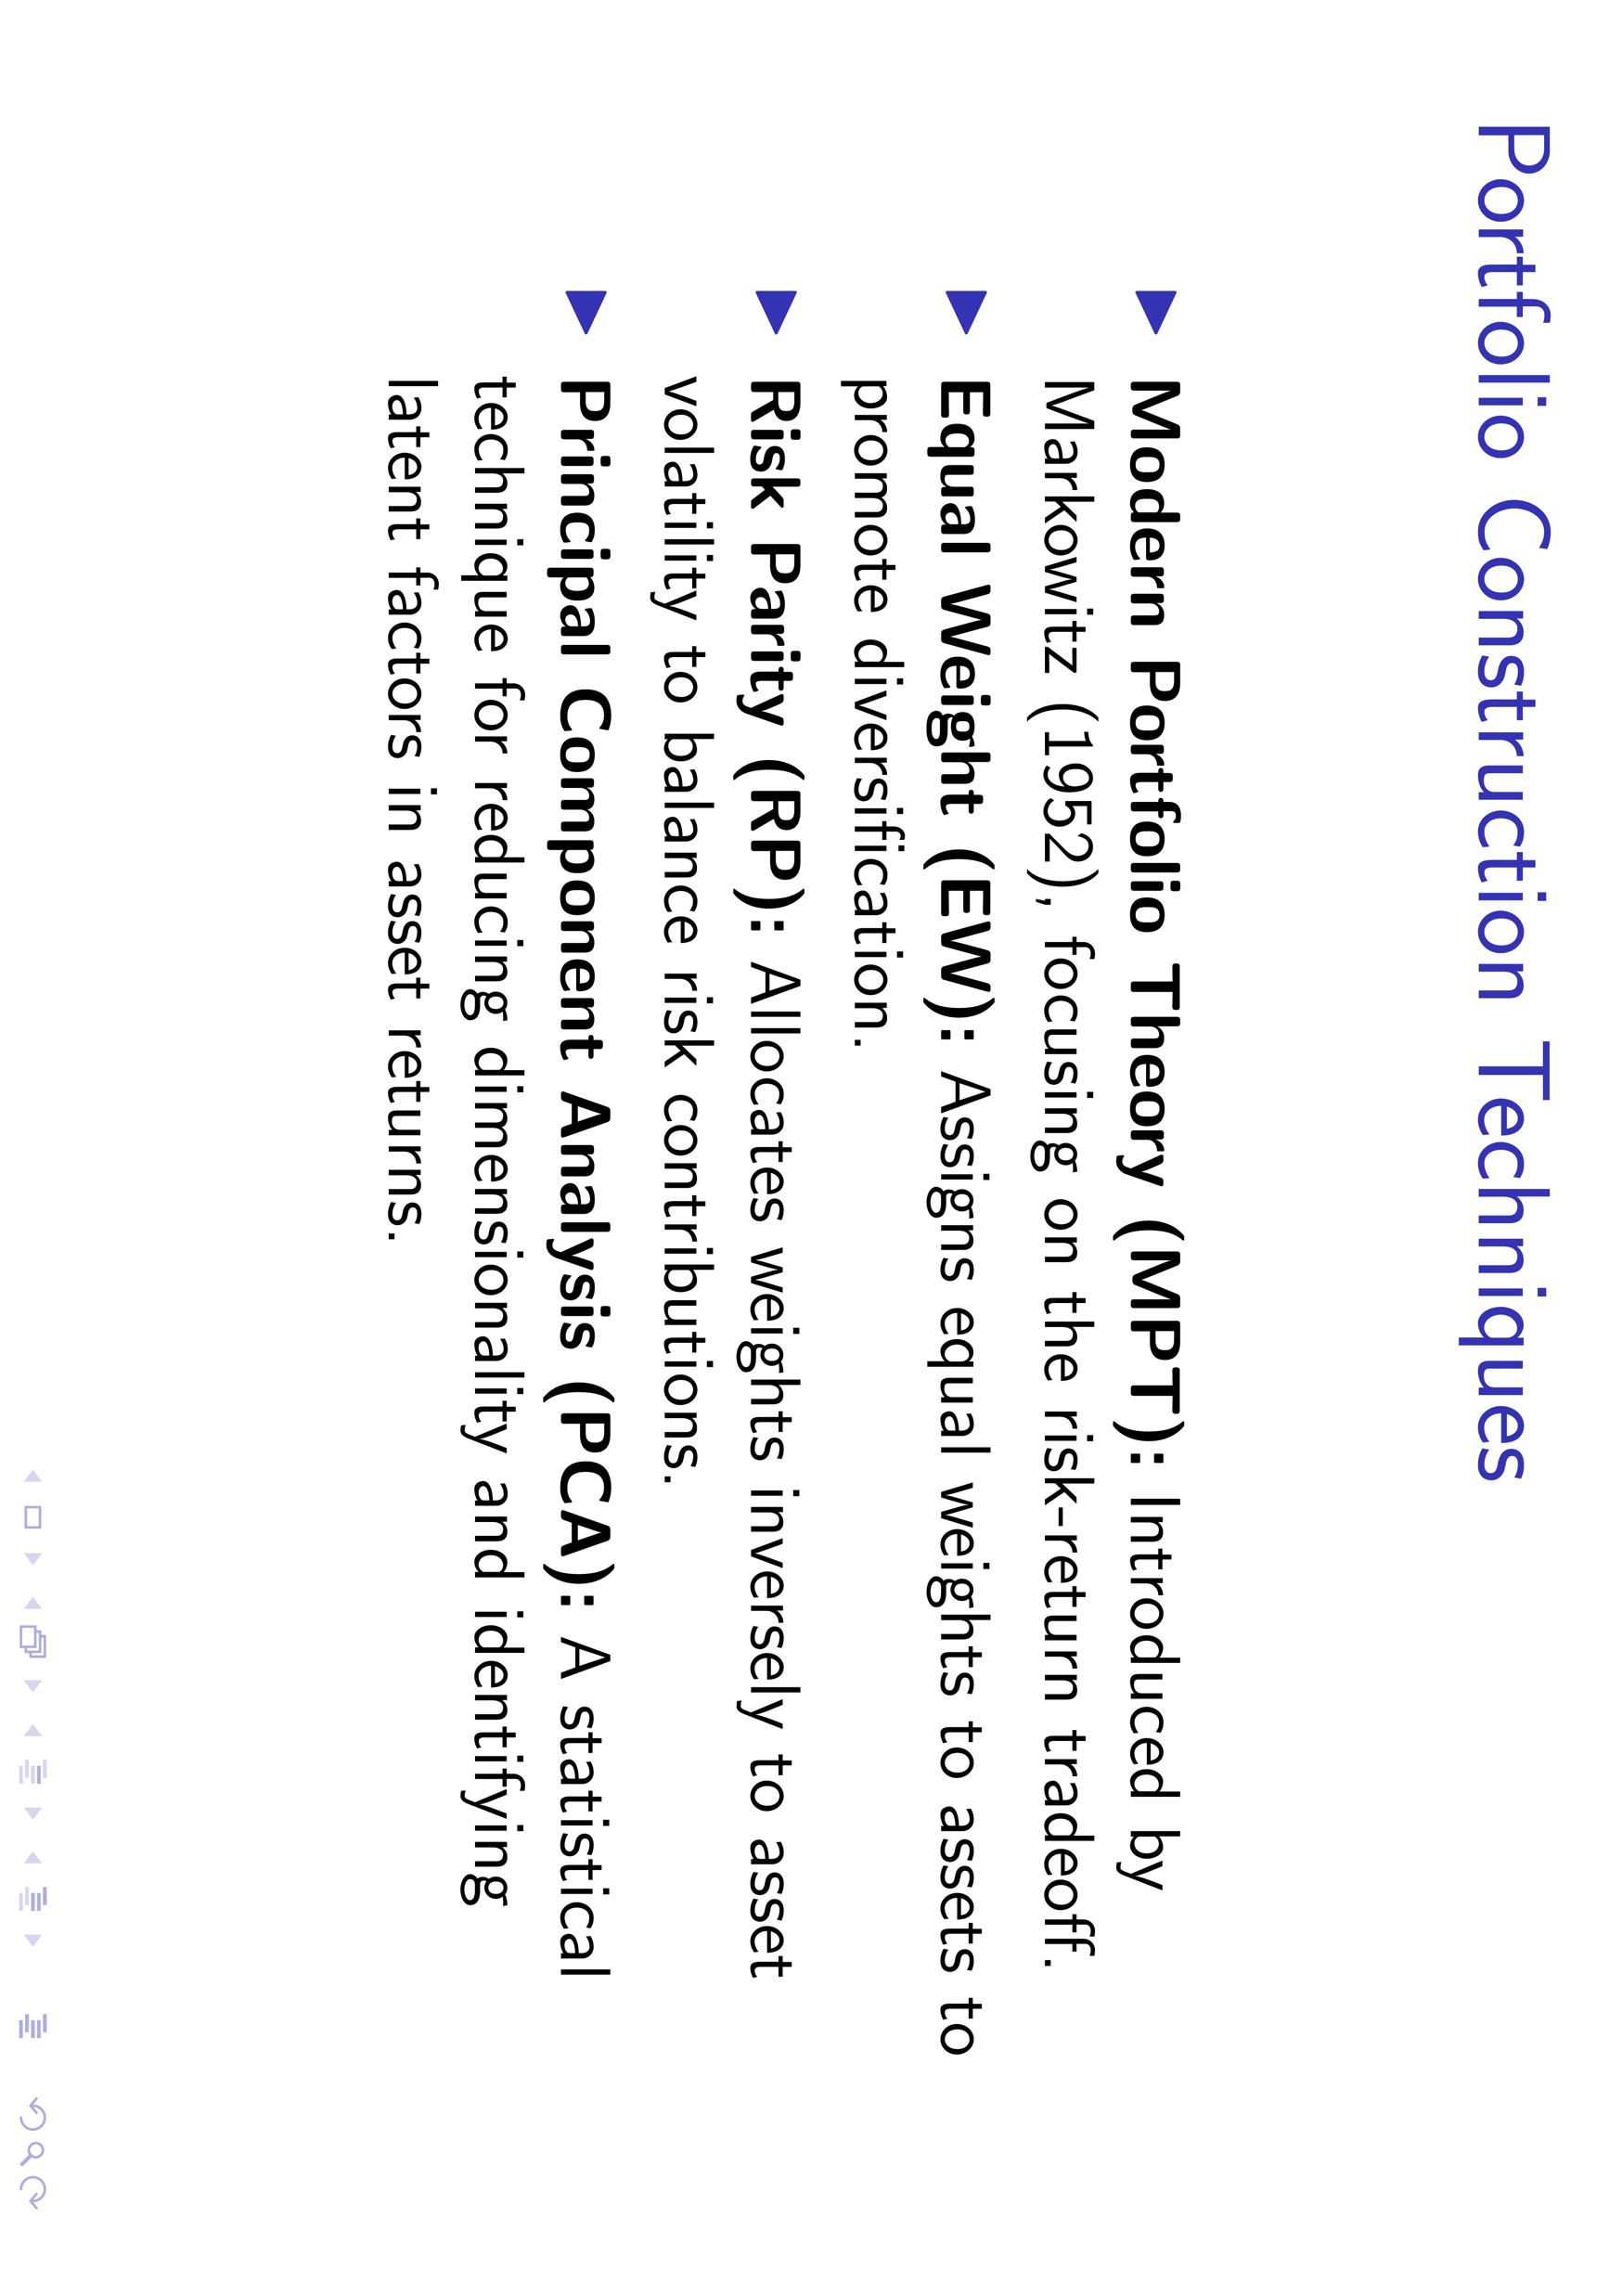 Portfolio Construction Techniques
Modern Portfolio Theory (MPT): Introduced by
Markowitz (1952), focusing on the risk-return tradeoff.
Equal Weight (EW): Assigns equal weights to assets to
promote diversification.
Risk Parity (RP): Allocates weights inversely to asset
volatility to balance risk contributions.
Principal Component Analysis (PCA): A statistical
technique for reducing dimensionality and identifying
latent factors in asset returns.